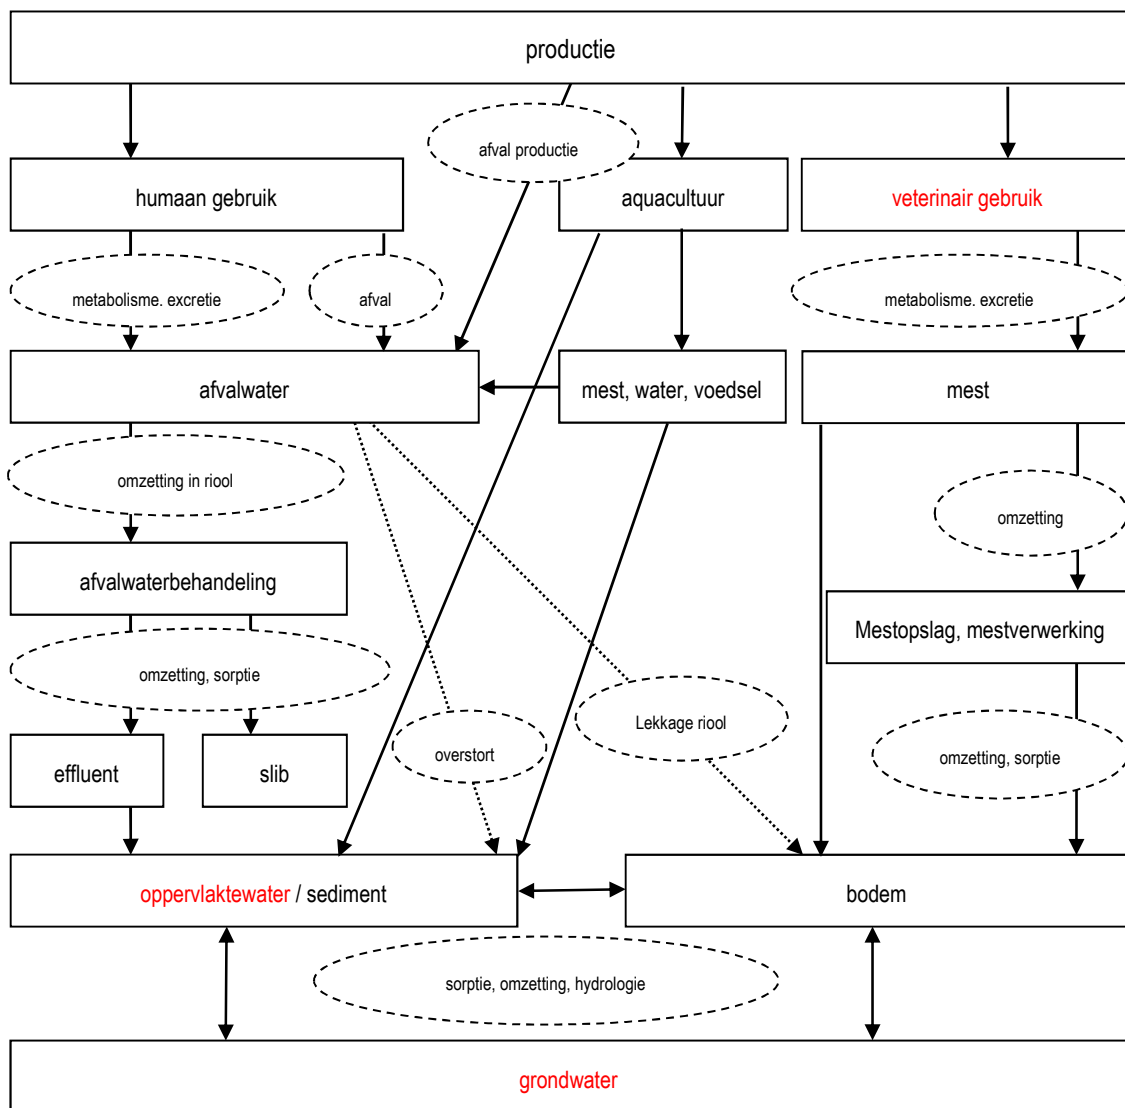 productie
afval productie
humaan gebruik
aquacultuur
veterinair gebruik
metabolisme. excretie
afval
metabolisme. excretie
afvalwater
mest, water, voedsel
mest
omzetting in riool
omzetting
afvalwaterbehandeling
Mestopslag, mestverwerking
omzetting, sorptie
Lekkage riool
overstort
omzetting, sorptie
effluent
slib
oppervlaktewater / sediment
bodem
sorptie, omzetting, hydrologie
grondwater